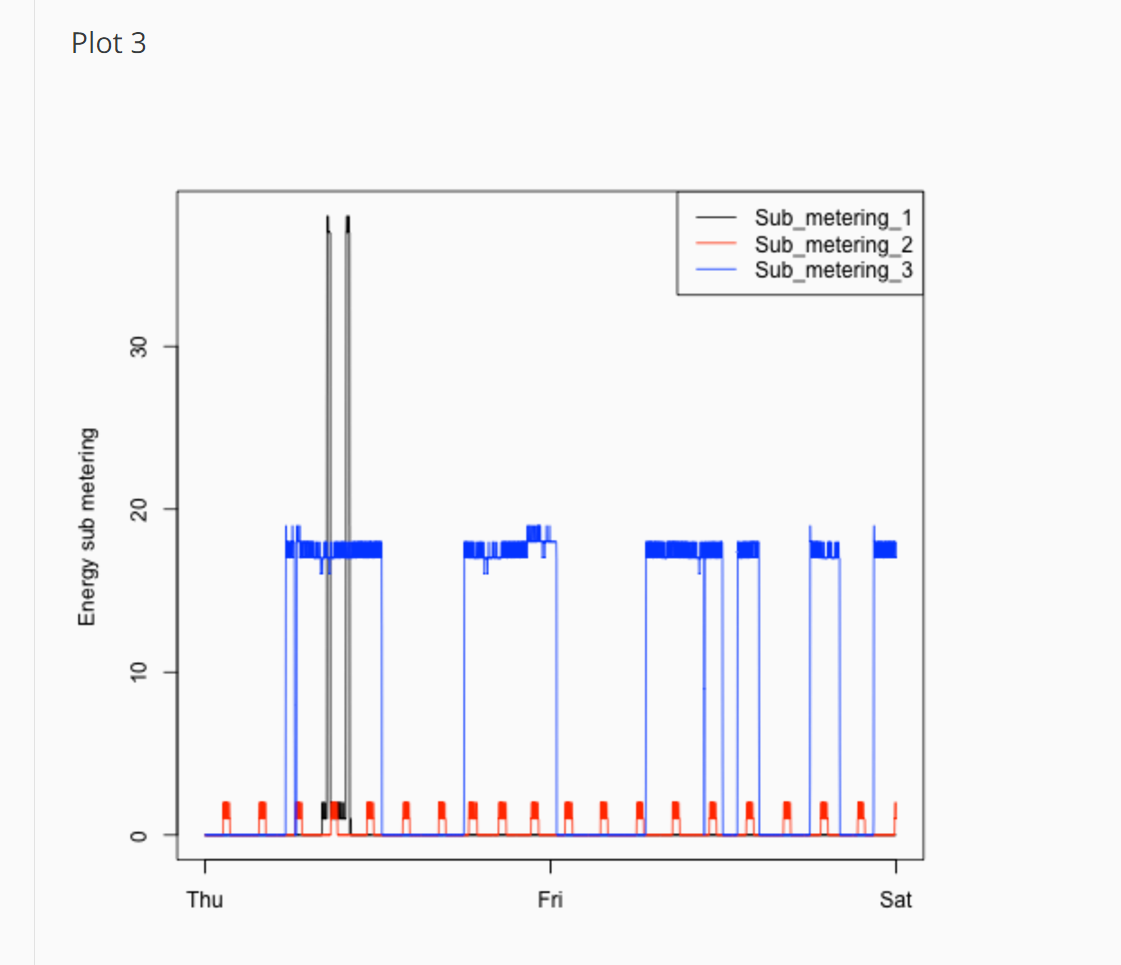 Plot 3
Sub_metering_1
Sub_metering_2
Sub_metering_3
Energy sub metering
30
20
10
0
Thu Fri Sat